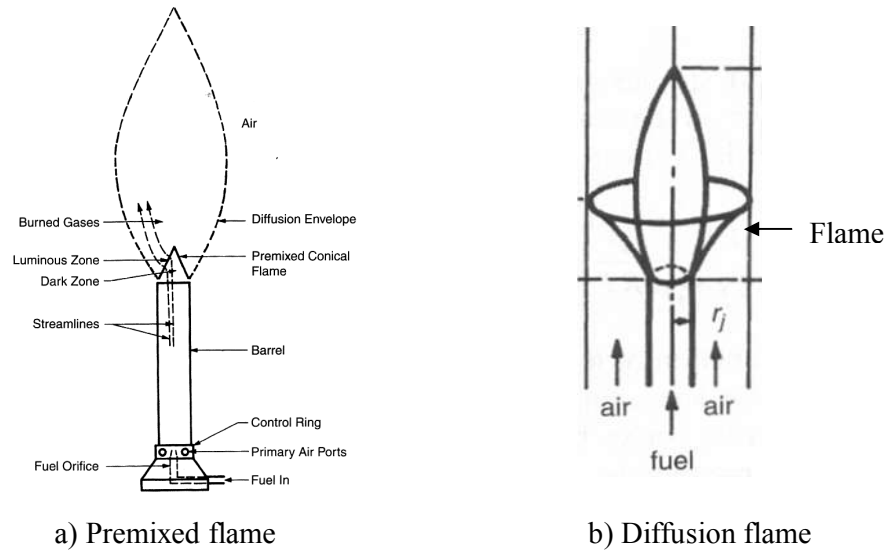 Air
Burned Gases
Diffusion Envelope
Luminous Zone
Premixed Conical
Flame
Dark Zone
Streamlines
Barrel
Control Ring
Primary Air Ports
Fuel Orifice
Fuel In
a) Premixed flame
Flame
r_j
air
air
fuel
b) Diffusion flame